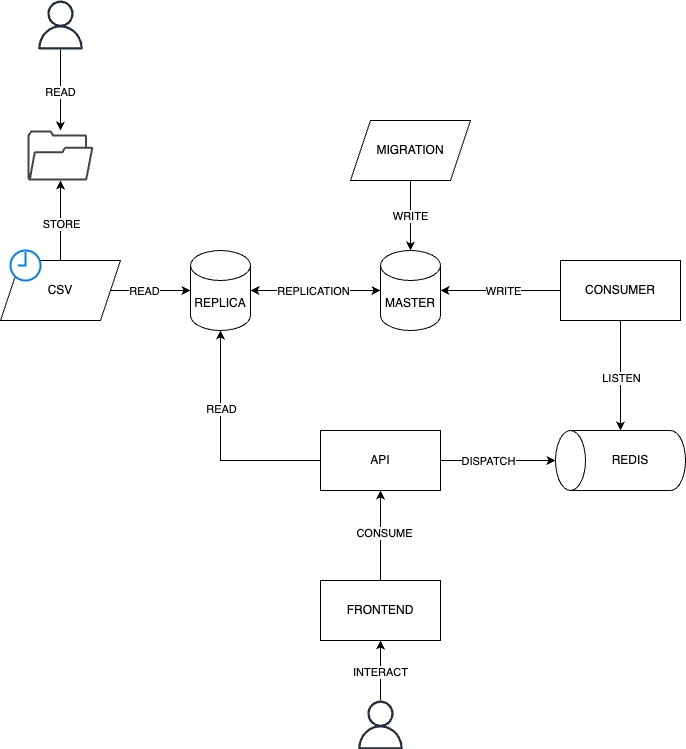 READ
MIGRATION
WRITE
STORE
CSV
READ
REPLICA
REPLICATION
MASTER
WRITE
CONSUMER
LISTEN
READ
API
DISPATCH
REDIS
CONSUME
FRONTEND
INTERACT